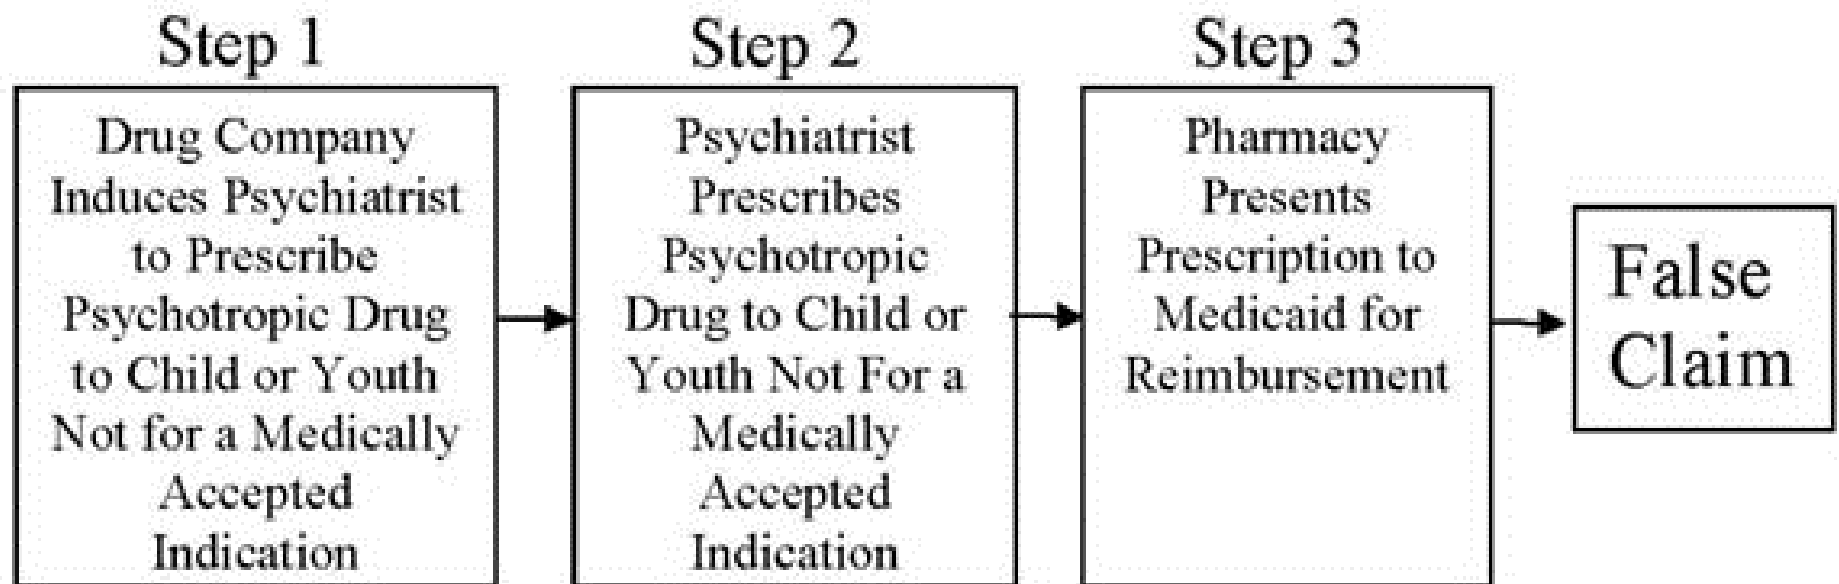 Step 1
Drug Company
Induces Psychiatrist
to Prescribe
Psychotropic Drug
to Child or Youth
Not for a Medically
Accepted
Indication
Step 2
Psychiatrist
Prescribes
Psychotropic
Drug to Child or
Youth Not For a
Medically
Accepted
Indication
Step 3
Pharmacy
Presents
Prescription to
Medicaid for
Reimbursement
False
Claim